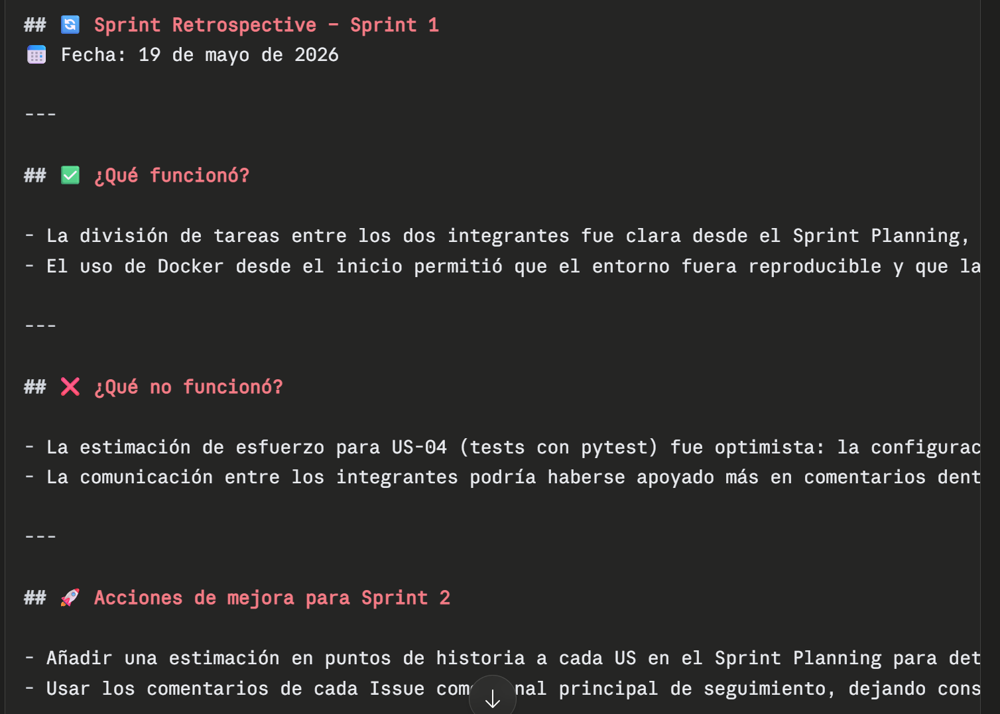 ## 🔄 Sprint Retrospective – Sprint 1
📅 Fecha: 19 de mayo de 2026
---
## ✅ ¿Qué funcionó?
- La división de tareas entre los dos integrantes fue clara desde el Sprint Planning,
- El uso de Docker desde el inicio permitió que el entorno fuera reproducible y que la
---
## ❌ ¿Qué no funcionó?
- La estimación de esfuerzo para US-04 (tests con pytest) fue optimista: la configurac
- La comunicación entre los integrantes podría haberse apoyado más en comentarios dent
---
## 🚀 Acciones de mejora para Sprint 2
- Añadir una estimación en puntos de historia a cada US en el Sprint Planning para det
- Usar los comentarios de cada Issue com nal principal de seguimiento, dejando cons